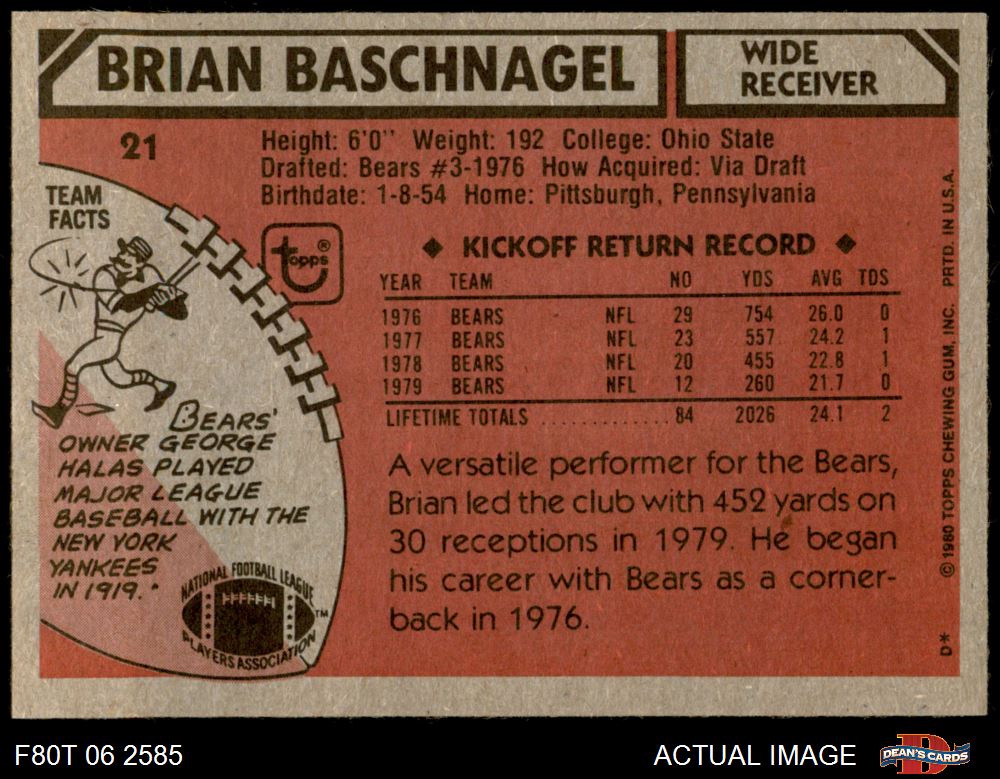 BRIAN BASCHNAGEL
WIDE
RECEIVER
21
Height: 6'0" Weight: 192 College: Ohio State
Drafted: Bears #3-1976 How Acquired: Via Draft
Birthdate: 1-8-54 Home: Pittsburgh, Pennsylvania
TEAM
FACTS
topps®
◆ KICKOFF RETURN RECORD ◆
YEAR TEAM NO YDS AVG TDS
1976 BEARS NFL 29 754 26.0 0
1977 BEARS NFL 23 557 24.2 1
1978 BEARS NFL 20 455 22.8 1
1979 BEARS NFL 12 260 21.7 0
LIFETIME TOTALS ............. 84 2026 24.1 2
BEARS'
OWNER GEORGE
HALAS PLAYED
MAJOR LEAGUE
BASEBALL WITH THE
NEW YORK
YANKEES
IN 1919.
A versatile performer for the Bears,
Brian led the club with 452 yards on
30 receptions in 1979. He began
his career with Bears as a corner-
back in 1976.
NATIONAL FOOTBALL LEAGUE
PLAYERS ASSOCIATION™
D* © 1980 TOPPS CHEWING GUM, INC. PRTD. IN U.S.A.
F80T 06 2585
ACTUAL IMAGE
DEAN'S CARDS